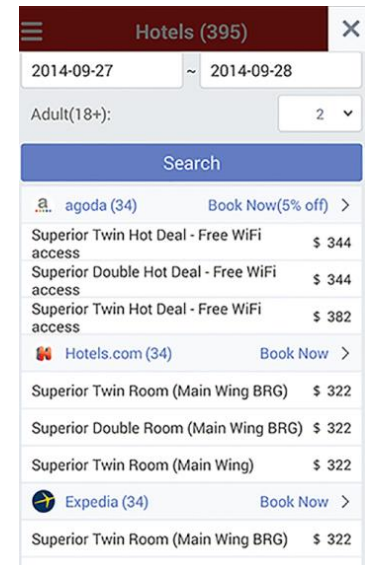 Hotels (395)
2014-09-27 ~ 2014-09-28
Adult(18+): 2
Search
agoda (34) Book Now(5% off)
Superior Twin Hot Deal - Free WiFi
access
$ 344
Superior Double Hot Deal - Free WiFi
access
$ 344
Superior Twin Hot Deal - Free WiFi
access
$ 382
Hotels.com (34) Book Now
Superior Twin Room (Main Wing BRG) $ 322
Superior Double Room (Main Wing BRG) $ 322
Superior Twin Room (Main Wing) $ 322
Expedia (34) Book Now
Superior Twin Room (Main Wing BRG) $ 322